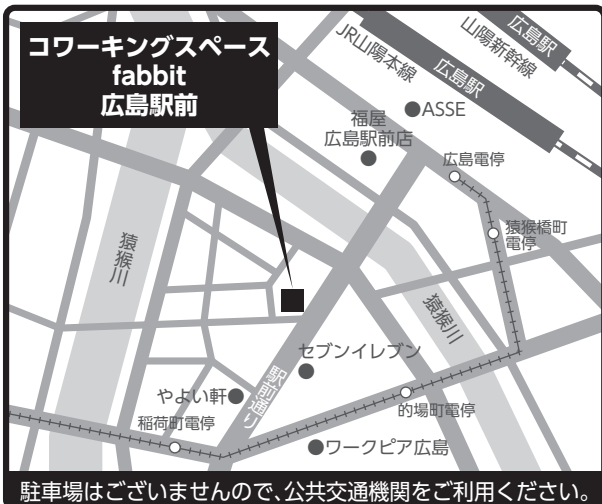 コワーキングスペース
fabbit
広島駅前
広島駅
山陽新幹線
JR山陽本線
広島駅
ASSE
福屋
広島駅前店
広島電停
猿猴橋町
電停
猿猴川
猿猴川
セブンイレブン
駅前通り
やよい軒
稲荷町電停
的場町電停
ワークピア広島
駐車場はございませんので、公共交通機関をご利用ください。